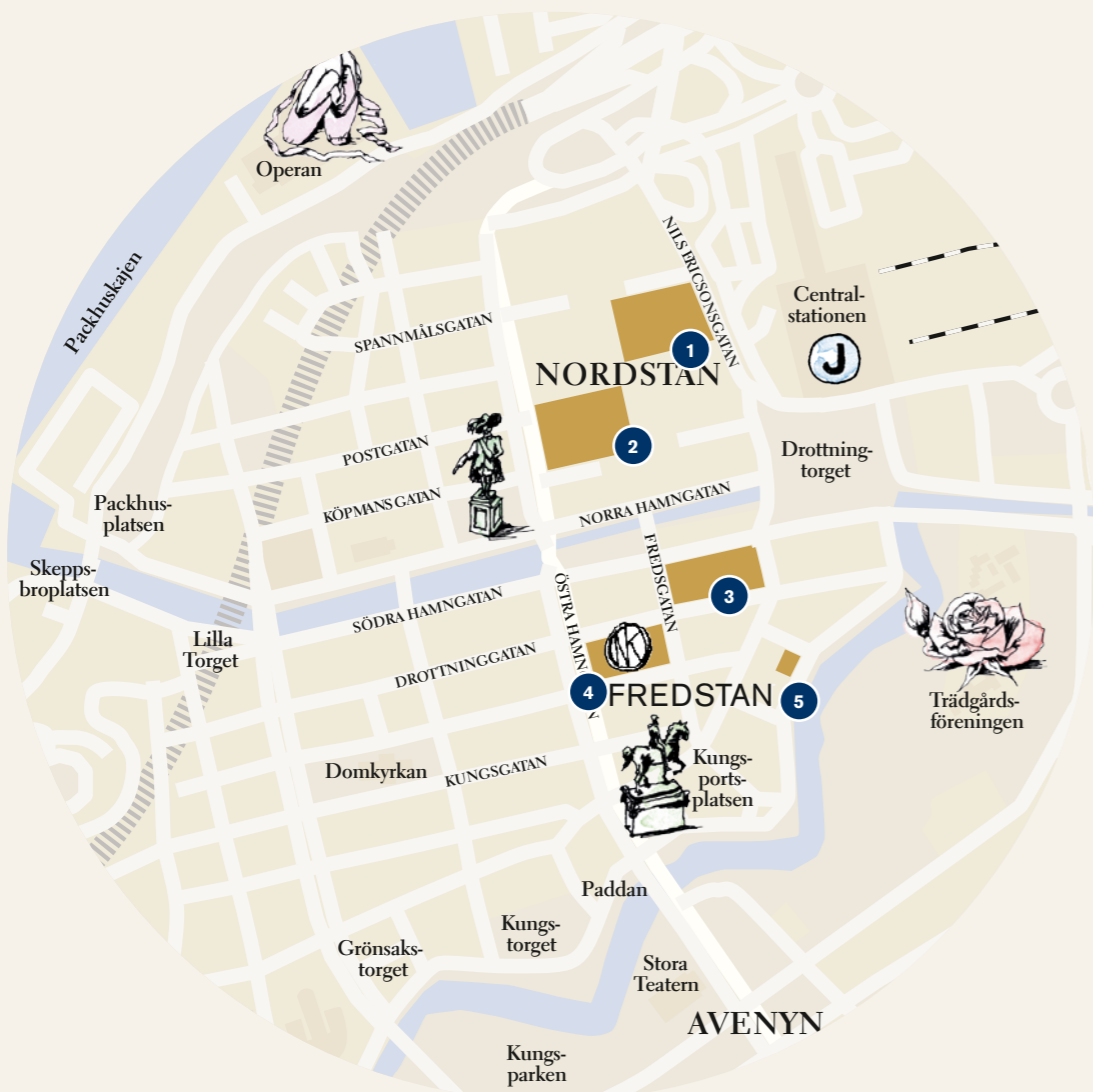 Operan
Packhuskajen
NILS ERICSONSGATAN
Central-
stationen
J
SPANNMÅLSGATAN
1
NORDSTAN
2
POSTGATAN
Drottning-
torget
KÖPMANSGATAN
Packhus-
platsen
NORRA HAMNGATAN
Skepps-
broplatsen
FREDSGATAN
SÖDRA HAMNGATAN
ÖSTRA HAMN
N
3
Lilla
Torget
NK
DROTTNINGGATAN
4
FREDSTAN
5
Trädgårds-
föreningen
Domkyrkan
KUNGSGATAN
Kungs-
ports-
platsen
Paddan
Kungs-
torget
Grönsaks-
torget
Stora
Teatern
AVENYN
Kungs-
parken